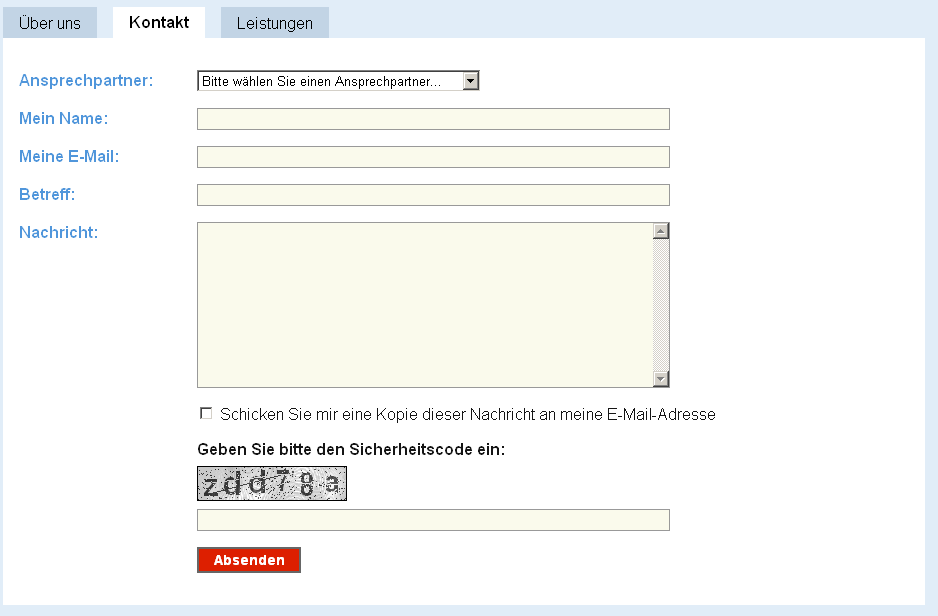 Über uns Kontakt Leistungen
Ansprechpartner: Bitte wählen Sie einen Ansprechpartner...
Mein Name:
Meine E-Mail:
Betreff:
Nachricht:
Schicken Sie mir eine Kopie dieser Nachricht an meine E-Mail-Adresse
Geben Sie bitte den Sicherheitscode ein:
Absenden